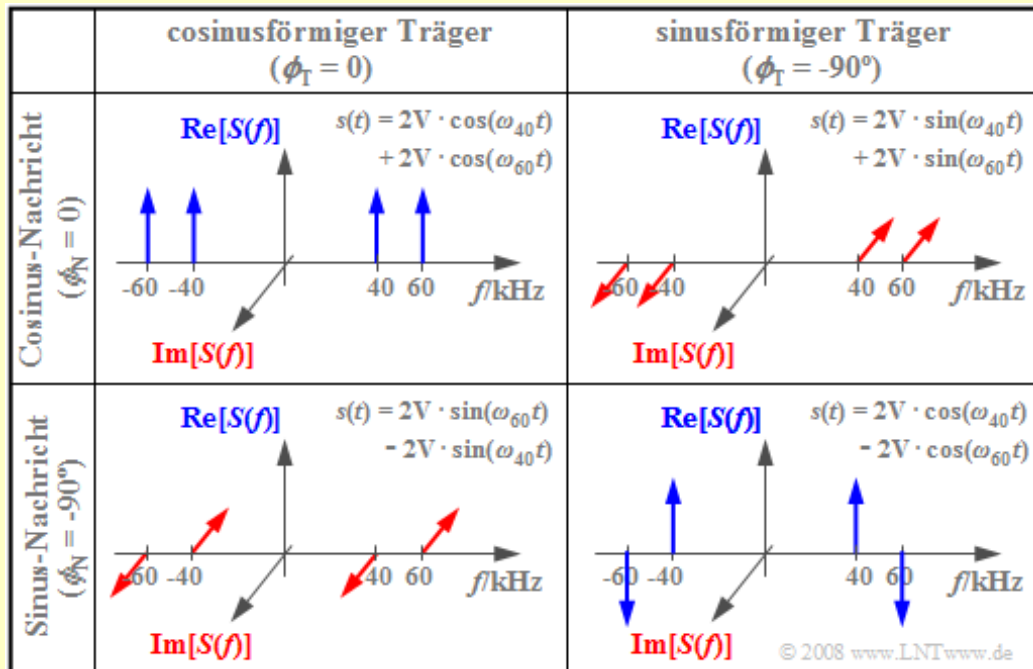 cosinusförmiger Träger
(ϕT = 0)
sinusförmiger Träger
(ϕT = -90º)
Cosinus-Nachricht
(ϕN = 0)
Re[S(f)]
s(t) = 2V · cos(ω40t)
+ 2V · cos(ω60t)
-60 -40 40 60
f/kHz
Im[S(f)]
Re[S(f)]
s(t) = 2V · sin(ω40t)
+ 2V · sin(ω60t)
-60 -40 40 60
f/kHz
Im[S(f)]
Sinus-Nachricht
(ϕN = -90º)
Re[S(f)]
s(t) = 2V · sin(ω60t)
- 2V · sin(ω40t)
-60 -40 40 60
f/kHz
Im[S(f)]
Re[S(f)]
s(t) = 2V · cos(ω40t)
- 2V · cos(ω60t)
-60 -40 40 60
f/kHz
Im[S(f)]
© 2008 www.LNTwww.de